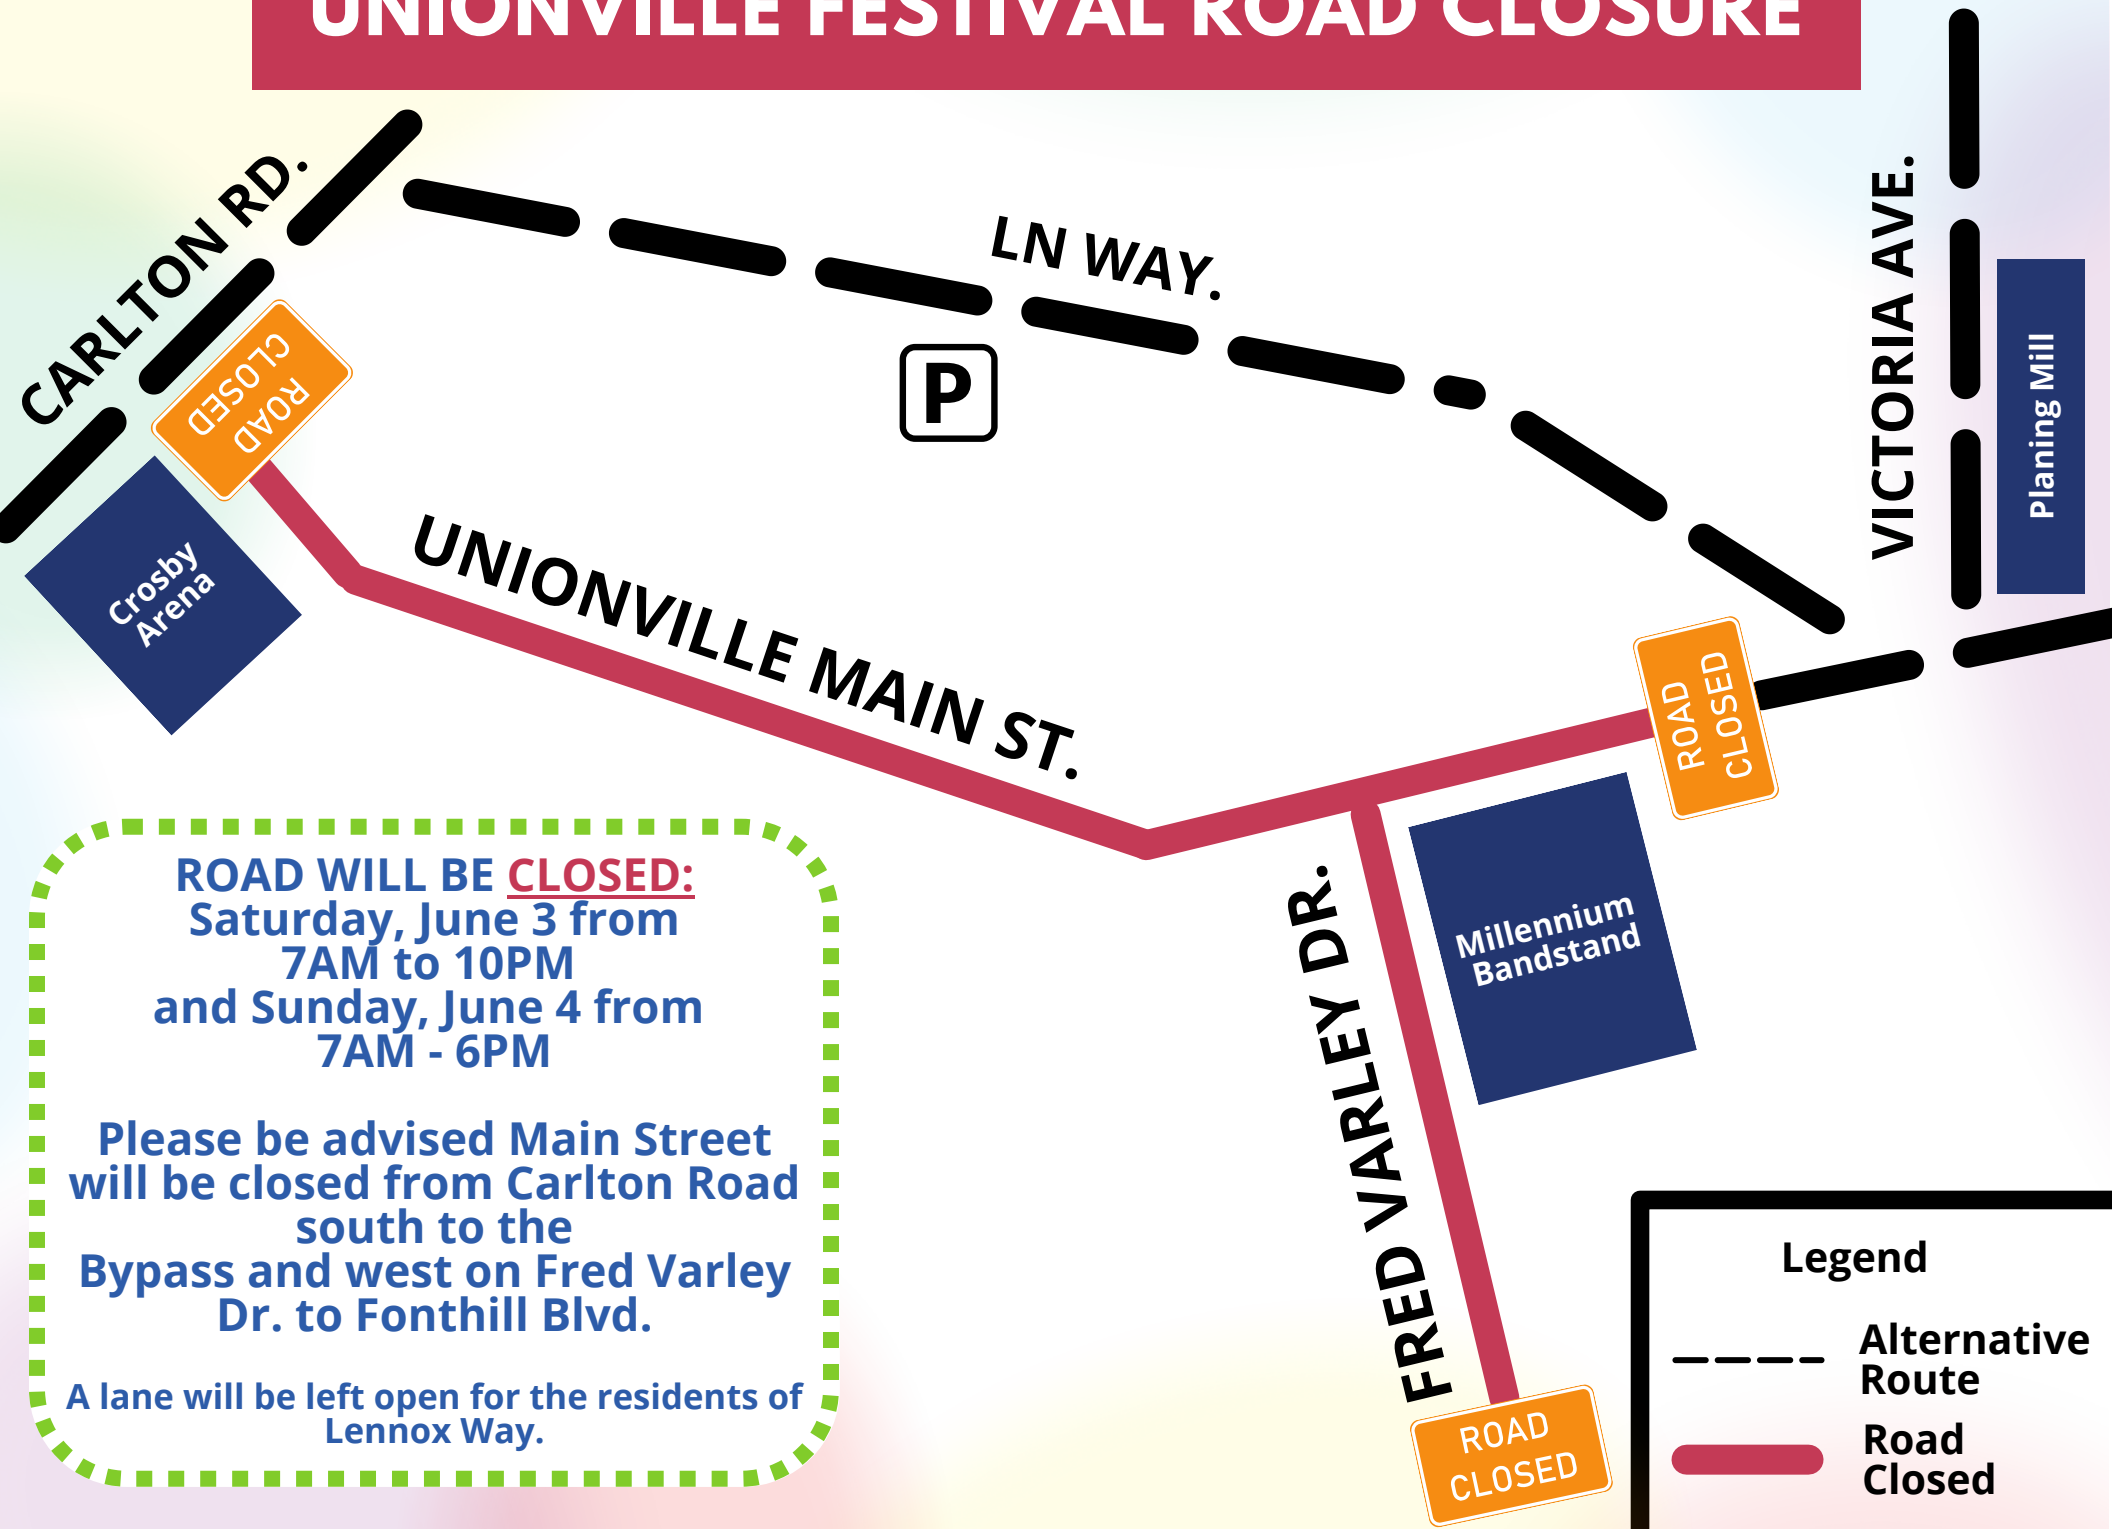 UNIONVILLE FESTIVAL ROAD CLOSURE
CARLTON RD.
LN WAY.
VICTORIA AVE.
ROAD
CLOSED
P
Planing Mill
Crosby
Arena
UNIONVILLE MAIN ST.
ROAD
CLOSED
Millennium
Bandstand
FRED VARLEY DR.
ROAD WILL BE CLOSED:
Saturday, June 3 from
7AM to 10PM
and Sunday, June 4 from
7AM - 6PM
Please be advised Main Street
will be closed from Carlton Road
south to the
Bypass and west on Fred Varley
Dr. to Fonthill Blvd.
A lane will be left open for the residents of
Lennox Way.
ROAD
CLOSED
Legend
Alternative
Route
Road
Closed